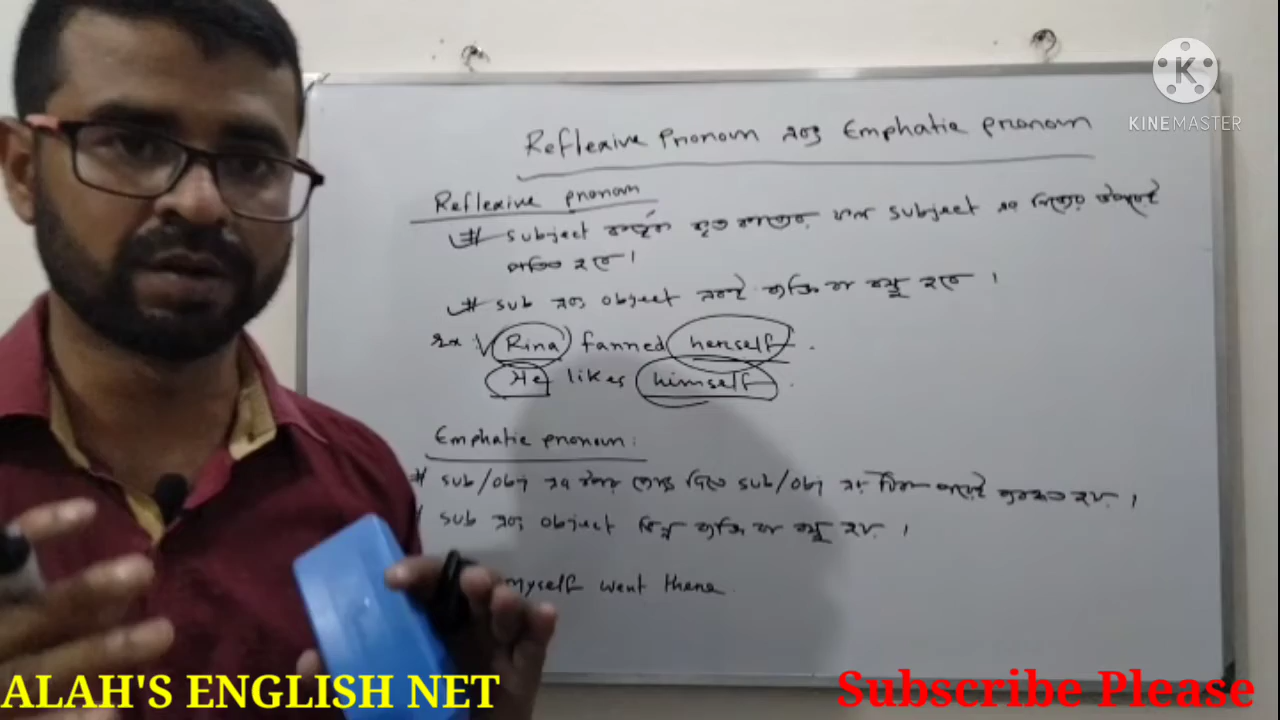 KINEMASTER
Reflexive Pronoun এবং Emphatic pronoun
Reflexive pronoun
# subject কর্তৃক কৃত কাজের ফল subject এর নিজের উপরেই
পতিত হবে।
# sub এবং object একই ব্যক্তি বা বস্তু হবে।
Ex: Rina fanned herself.
He likes himself.
Emphatic pronoun:
# sub/obj এর উপর জোর দিতে sub/obj এর ঠিক পরেই ব্যবহৃত হয়।
# sub এবং object ভিন্ন ব্যক্তি বা বস্তু হয়।
myself went there.
ALAH'S ENGLISH NET
Subscribe Please